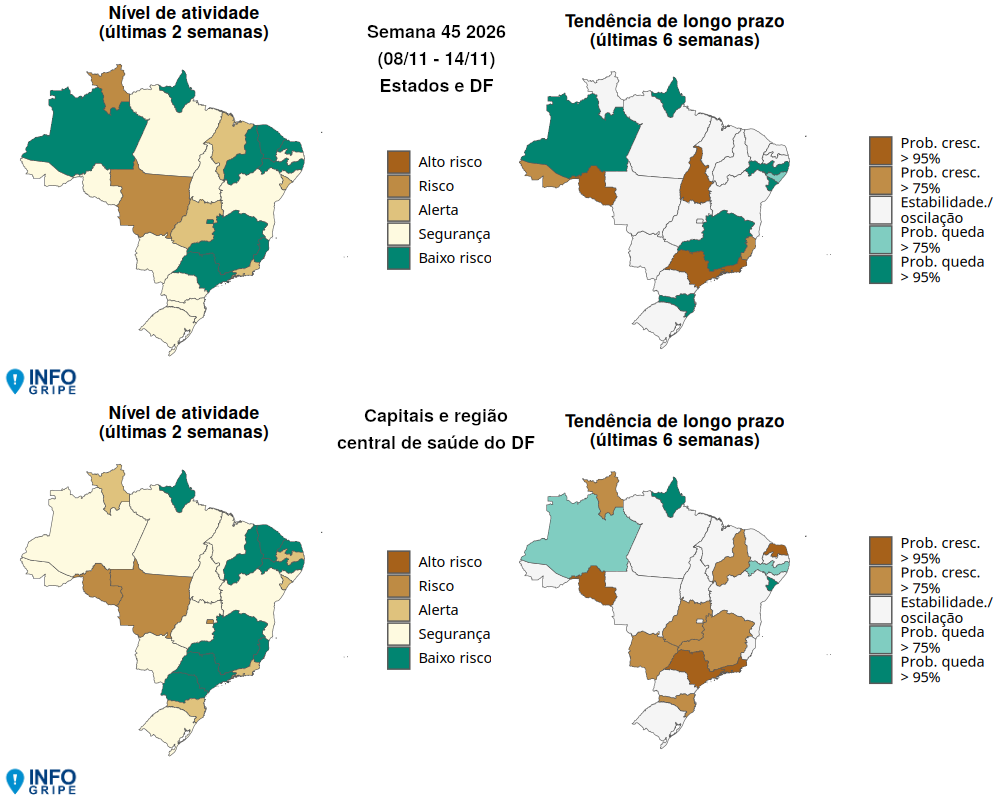 Nível de atividade
(últimas 2 semanas)
Semana 45 2026
(08/11 - 14/11)
Estados e DF
Tendência de longo prazo
(últimas 6 semanas)
Alto risco
Risco
Alerta
Segurança
Baixo risco
Prob. cresc.
> 95%
Prob. cresc.
> 75%
Estabilidade./
oscilação
Prob. queda
> 75%
Prob. queda
> 95%
INFO
GRIPE
Nível de atividade
(últimas 2 semanas)
Capitais e região
central de saúde do DF
Tendência de longo prazo
(últimas 6 semanas)
Alto risco
Risco
Alerta
Segurança
Baixo risco
Prob. cresc.
> 95%
Prob. cresc.
> 75%
Estabilidade./
oscilação
Prob. queda
> 75%
Prob. queda
> 95%
INFO
GRIPE